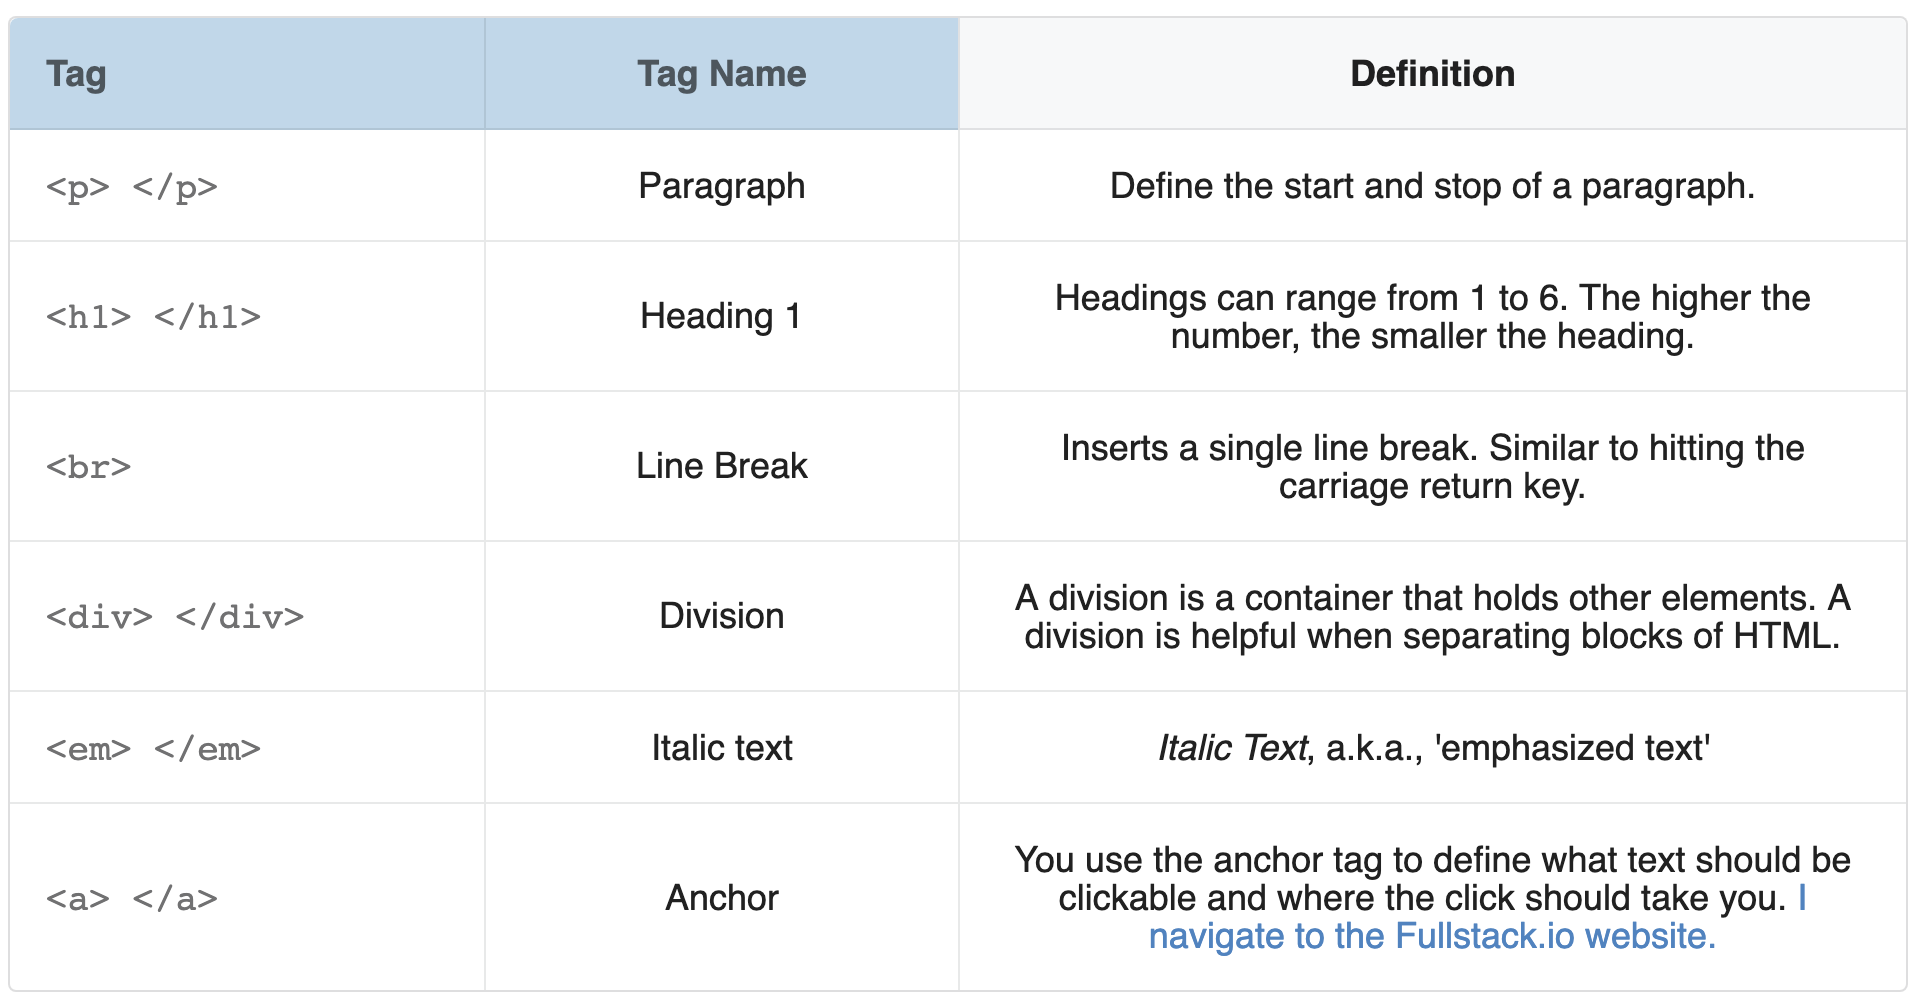 Tag Tag Name Definition
<p> </p> Paragraph Define the start and stop of a paragraph.
<h1> </h1> Heading 1 Headings can range from 1 to 6. The higher the
number, the smaller the heading.
<br> Line Break Inserts a single line break. Similar to hitting the
carriage return key.
<div> </div> Division A division is a container that holds other elements. A
division is helpful when separating blocks of HTML.
<em> </em> Italic text Italic Text, a.k.a., 'emphasized text'
<a> </a> Anchor You use the anchor tag to define what text should be
clickable and where the click should take you. I
navigate to the Fullstack.io website.